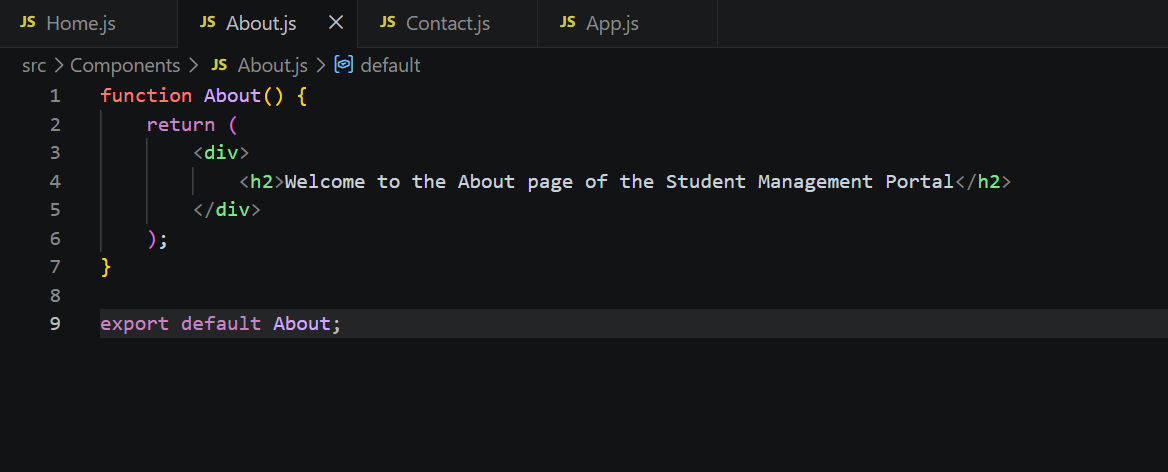 JS Home.js JS About.js JS Contact.js JS App.js
src > Components > JS About.js > default
1 function About() {
2     return (
3         <div>
4             <h2>Welcome to the About page of the Student Management Portal</h2>
5         </div>
6     );
7 }
8
9 export default About;